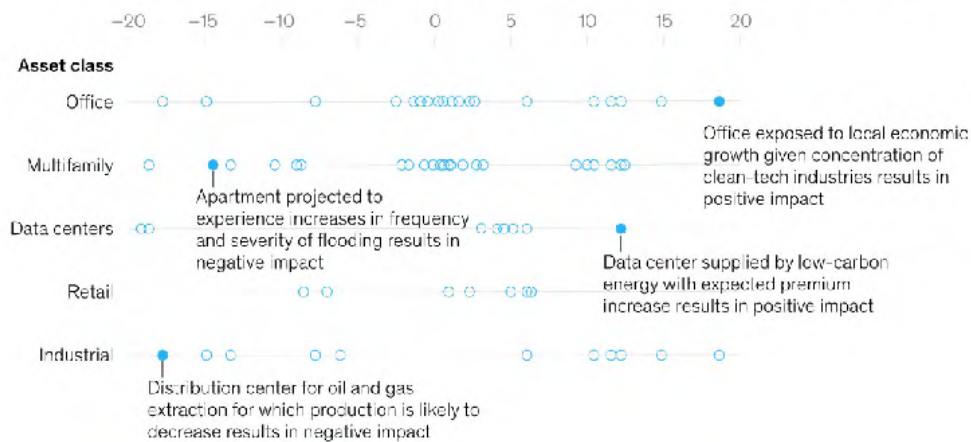 −20 −15 −10 −5 0 5 10 15 20
Asset class
Office
Office exposed to local economic
growth given concentration of
clean-tech industries results in
positive impact
Multifamily
Apartment projected to
experience increases in frequency
and severity of flooding results in
negative impact
Data centers
Data center supplied by low-carbon
energy with expected premium
increase results in positive impact
Retail
Industrial
Distribution center for oil and gas
extraction for which production is likely to
decrease results in negative impact